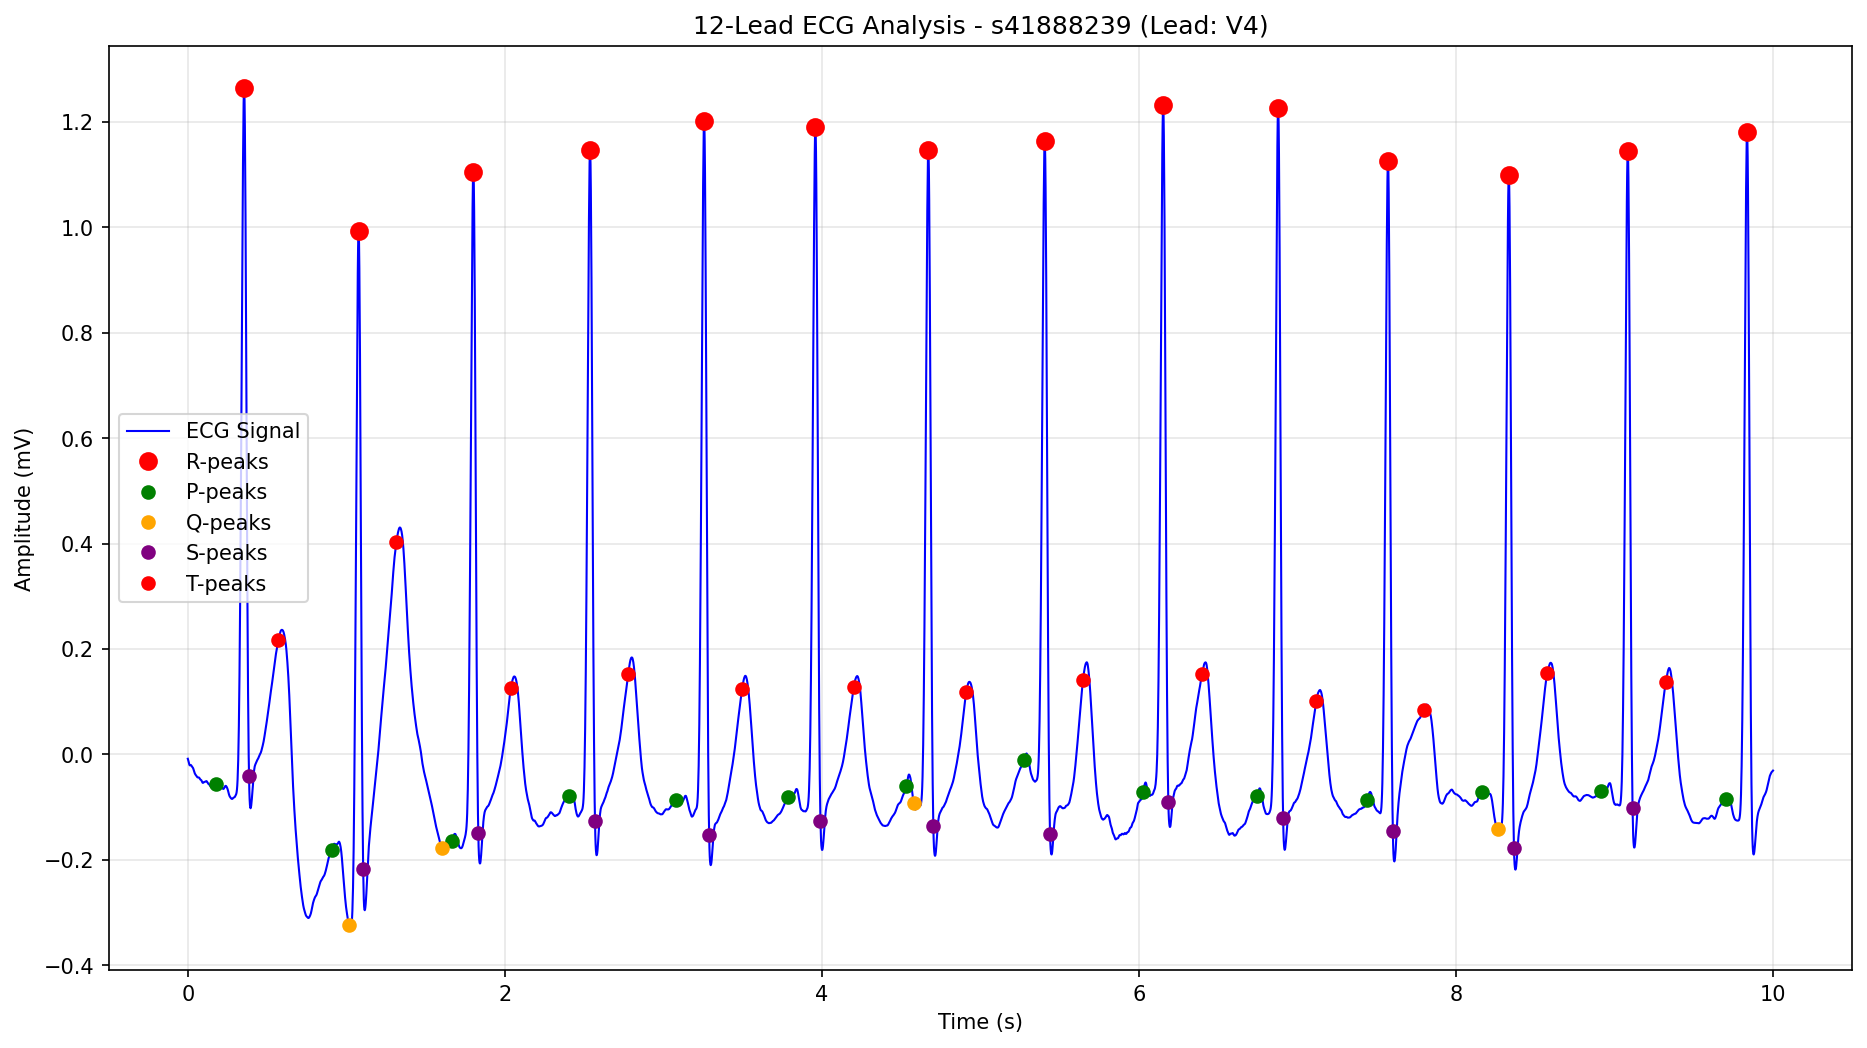 12-Lead ECG Analysis - s41888239 (Lead: V4)
Amplitude (mV)
1.2
1.0
0.8
0.6
0.4
0.2
0.0
−0.2
−0.4
ECG Signal
R-peaks
P-peaks
Q-peaks
S-peaks
T-peaks
0 2 4 6 8 10
Time (s)